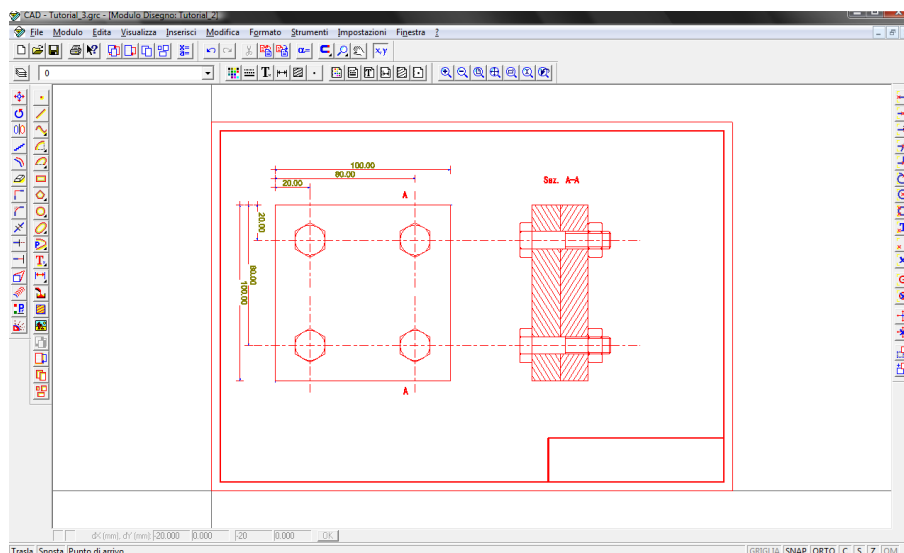 CAD - Tutorial_3.grc - [Modulo Disegno: Tutorial_2]
File Modulo Edita Visualizza Inserisci Modifica Formato Strumenti Impostazioni Finestra ?
x,y
0
100.00
80.00
20.00
A
Sez. A-A
20.00
80.00
100.00
A
dX (mm), dY (mm) -20.000 0.000 -20 0.000 OK
Trasla Sposta Punto di arrivo
GRIGLIA SNAP ORTO C S Z OM